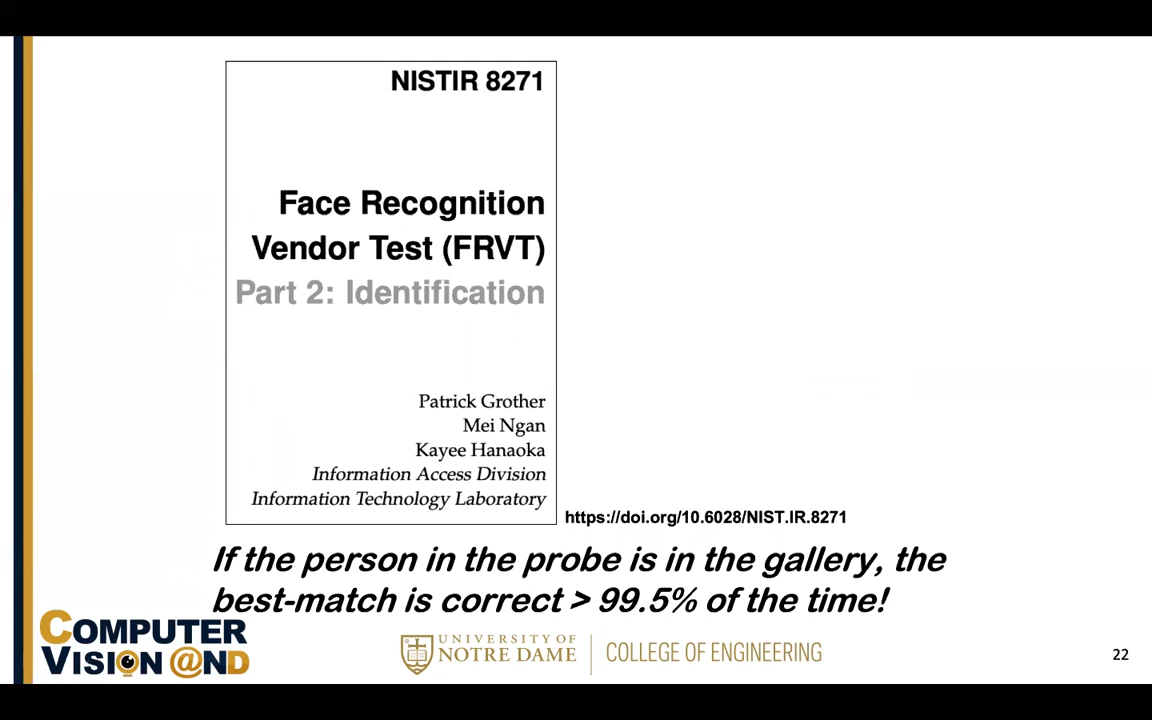 NISTIR 8271
Face Recognition
Vendor Test (FRVT)
Part 2: Identification
Patrick Grother
Mei Ngan
Kayee Hanaoka
Information Access Division
Information Technology Laboratory
https://doi.org/10.6028/NIST.IR.8271
If the person in the probe is in the gallery, the
best-match is correct > 99.5% of the time!
COMPUTER
VISION @ND
UNIVERSITY OF
NOTRE DAME
COLLEGE OF ENGINEERING
22